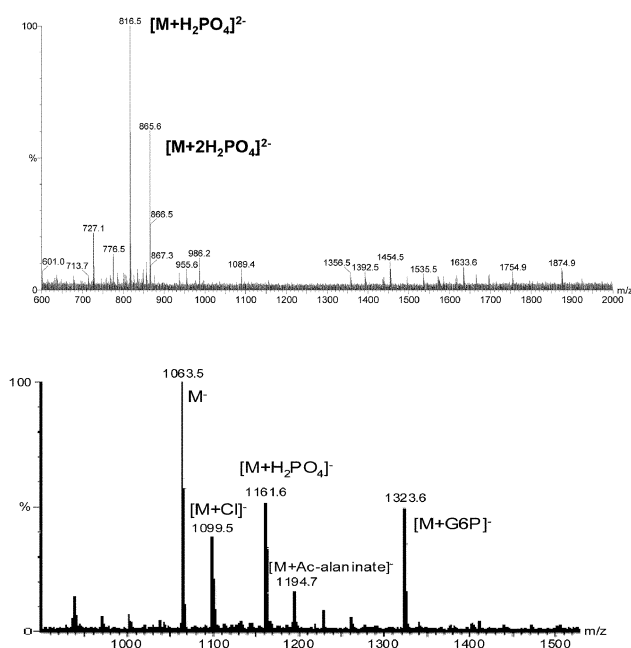 100
816.5
[M+H₂PO₄]²⁻
865.6
[M+2H₂PO₄]²⁻
%
866.5
727.1
776.5
867.3
986.2
601.0
713.7
955.6
1089.4
1356.5
1392.5
1454.5
1535.5
1633.6
1754.9
1874.9
0
600 700 800 900 1000 1100 1200 1300 1400 1500 1600 1700 1800 1900 2000
m/z
1063.5
100
M⁻
[M+H₂PO₄]⁻
1161.6
1323.6
[M+Cl]⁻
%
[M+G6P]⁻
1099.5
[M+Ac-alaninate]⁻
1194.7
0
m/z
1000 1100 1200 1300 1400 1500